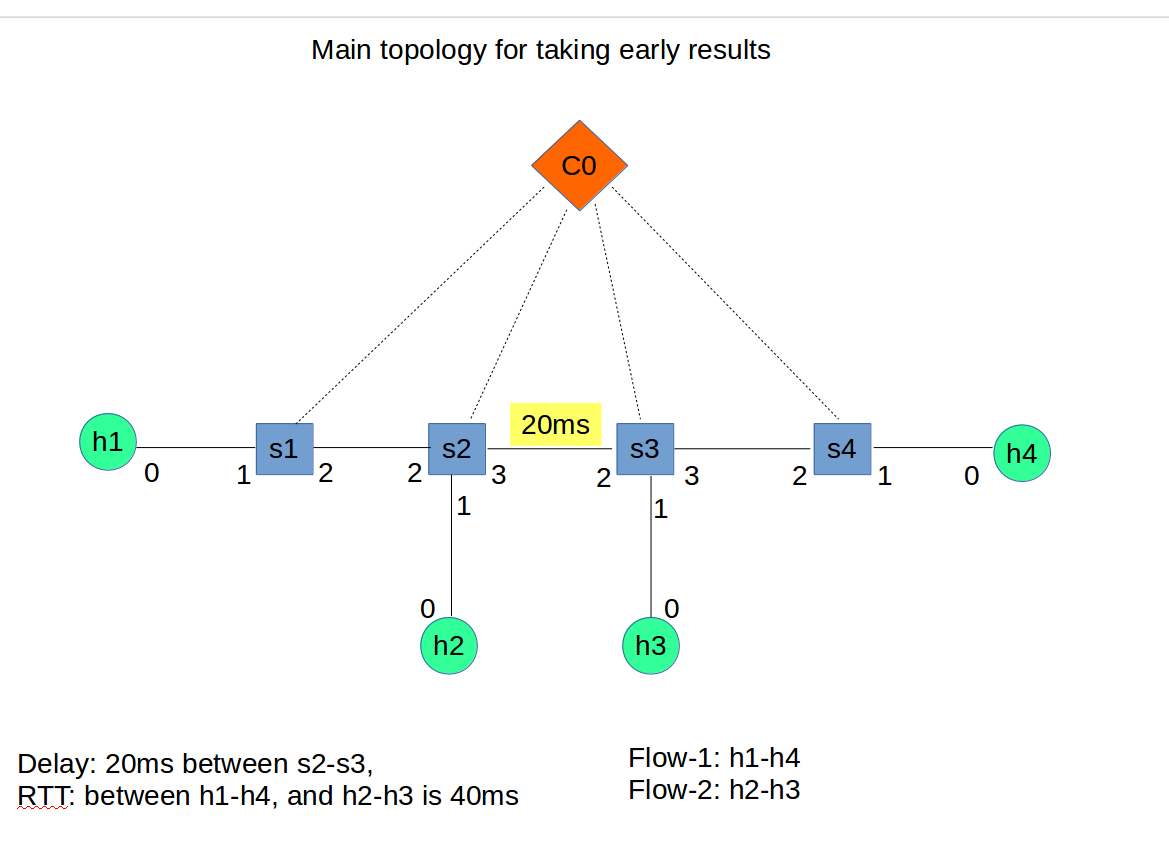 Main topology for taking early results
C0
20ms
h1
s1
s2
s3
s4
h4
0
1
2
2
3
2
3
2
1
0
1
1
0
0
h2
h3
Delay: 20ms between s2-s3,
RTT: between h1-h4, and h2-h3 is 40ms
Flow-1: h1-h4
Flow-2: h2-h3